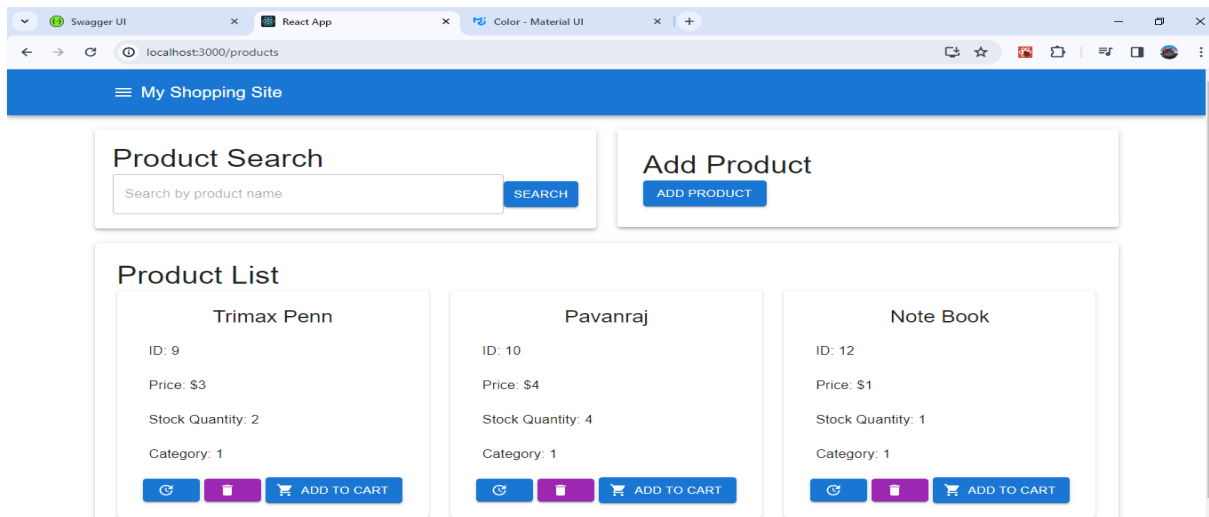 Swagger UI React App Color - Material UI
localhost:3000/products
My Shopping Site
Product Search
Search by product name
SEARCH
Add Product
ADD PRODUCT
Product List
Trimax Penn
ID: 9
Price: $3
Stock Quantity: 2
Category: 1
ADD TO CART
Pavanraj
ID: 10
Price: $4
Stock Quantity: 4
Category: 1
ADD TO CART
Note Book
ID: 12
Price: $1
Stock Quantity: 1
Category: 1
ADD TO CART